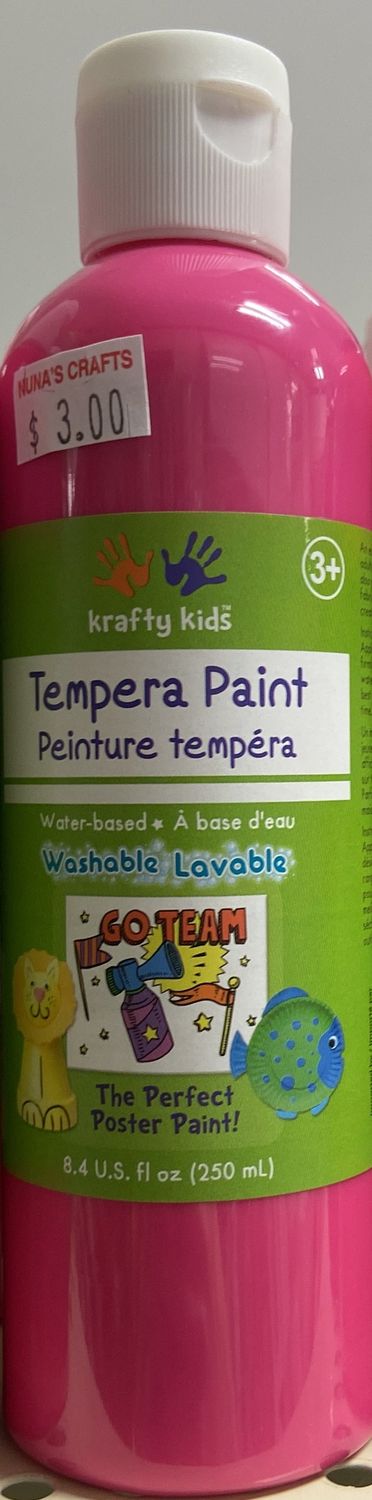 NUNA'S CRAFTS
$ 3.00
3+
krafty kids™
Tempera Paint
Peinture tempéra
Water-based ★ À base d'eau
Washable Lavable
GO TEAM
The Perfect
Poster Paint!
8.4 U.S. fl oz (250 mL)